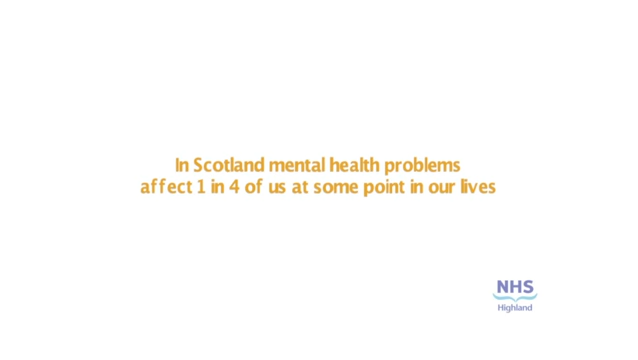 In Scotland mental health problems
affect 1 in 4 of us at some point in our lives
NHS
Highland